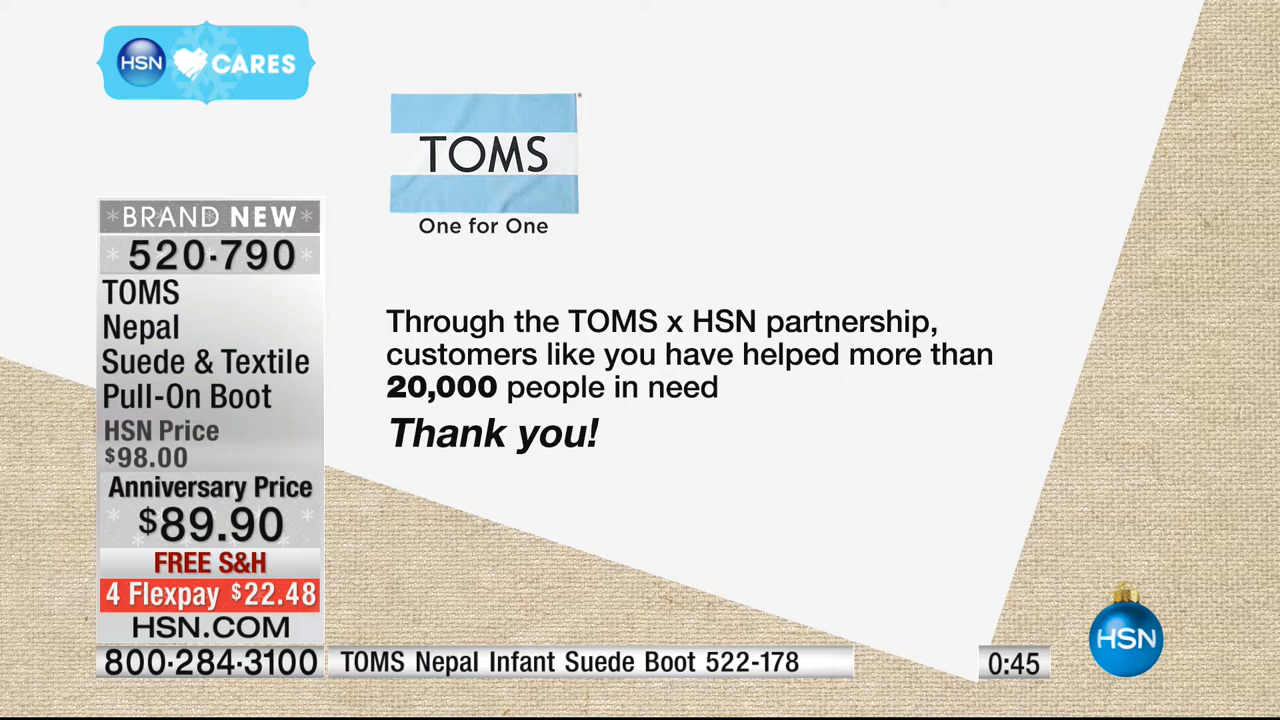 HSN CARES
TOMS
One for One
BRAND NEW
520·790
TOMS
Nepal
Suede & Textile
Pull-On Boot
HSN Price
$98.00
Anniversary Price
$89.90
FREE S&H
4 Flexpay $22.48
HSN.COM
800·284·3100
Through the TOMS x HSN partnership,
customers like you have helped more than
20,000 people in need
Thank you!
TOMS Nepal Infant Suede Boot 522-178
0:45
HSN